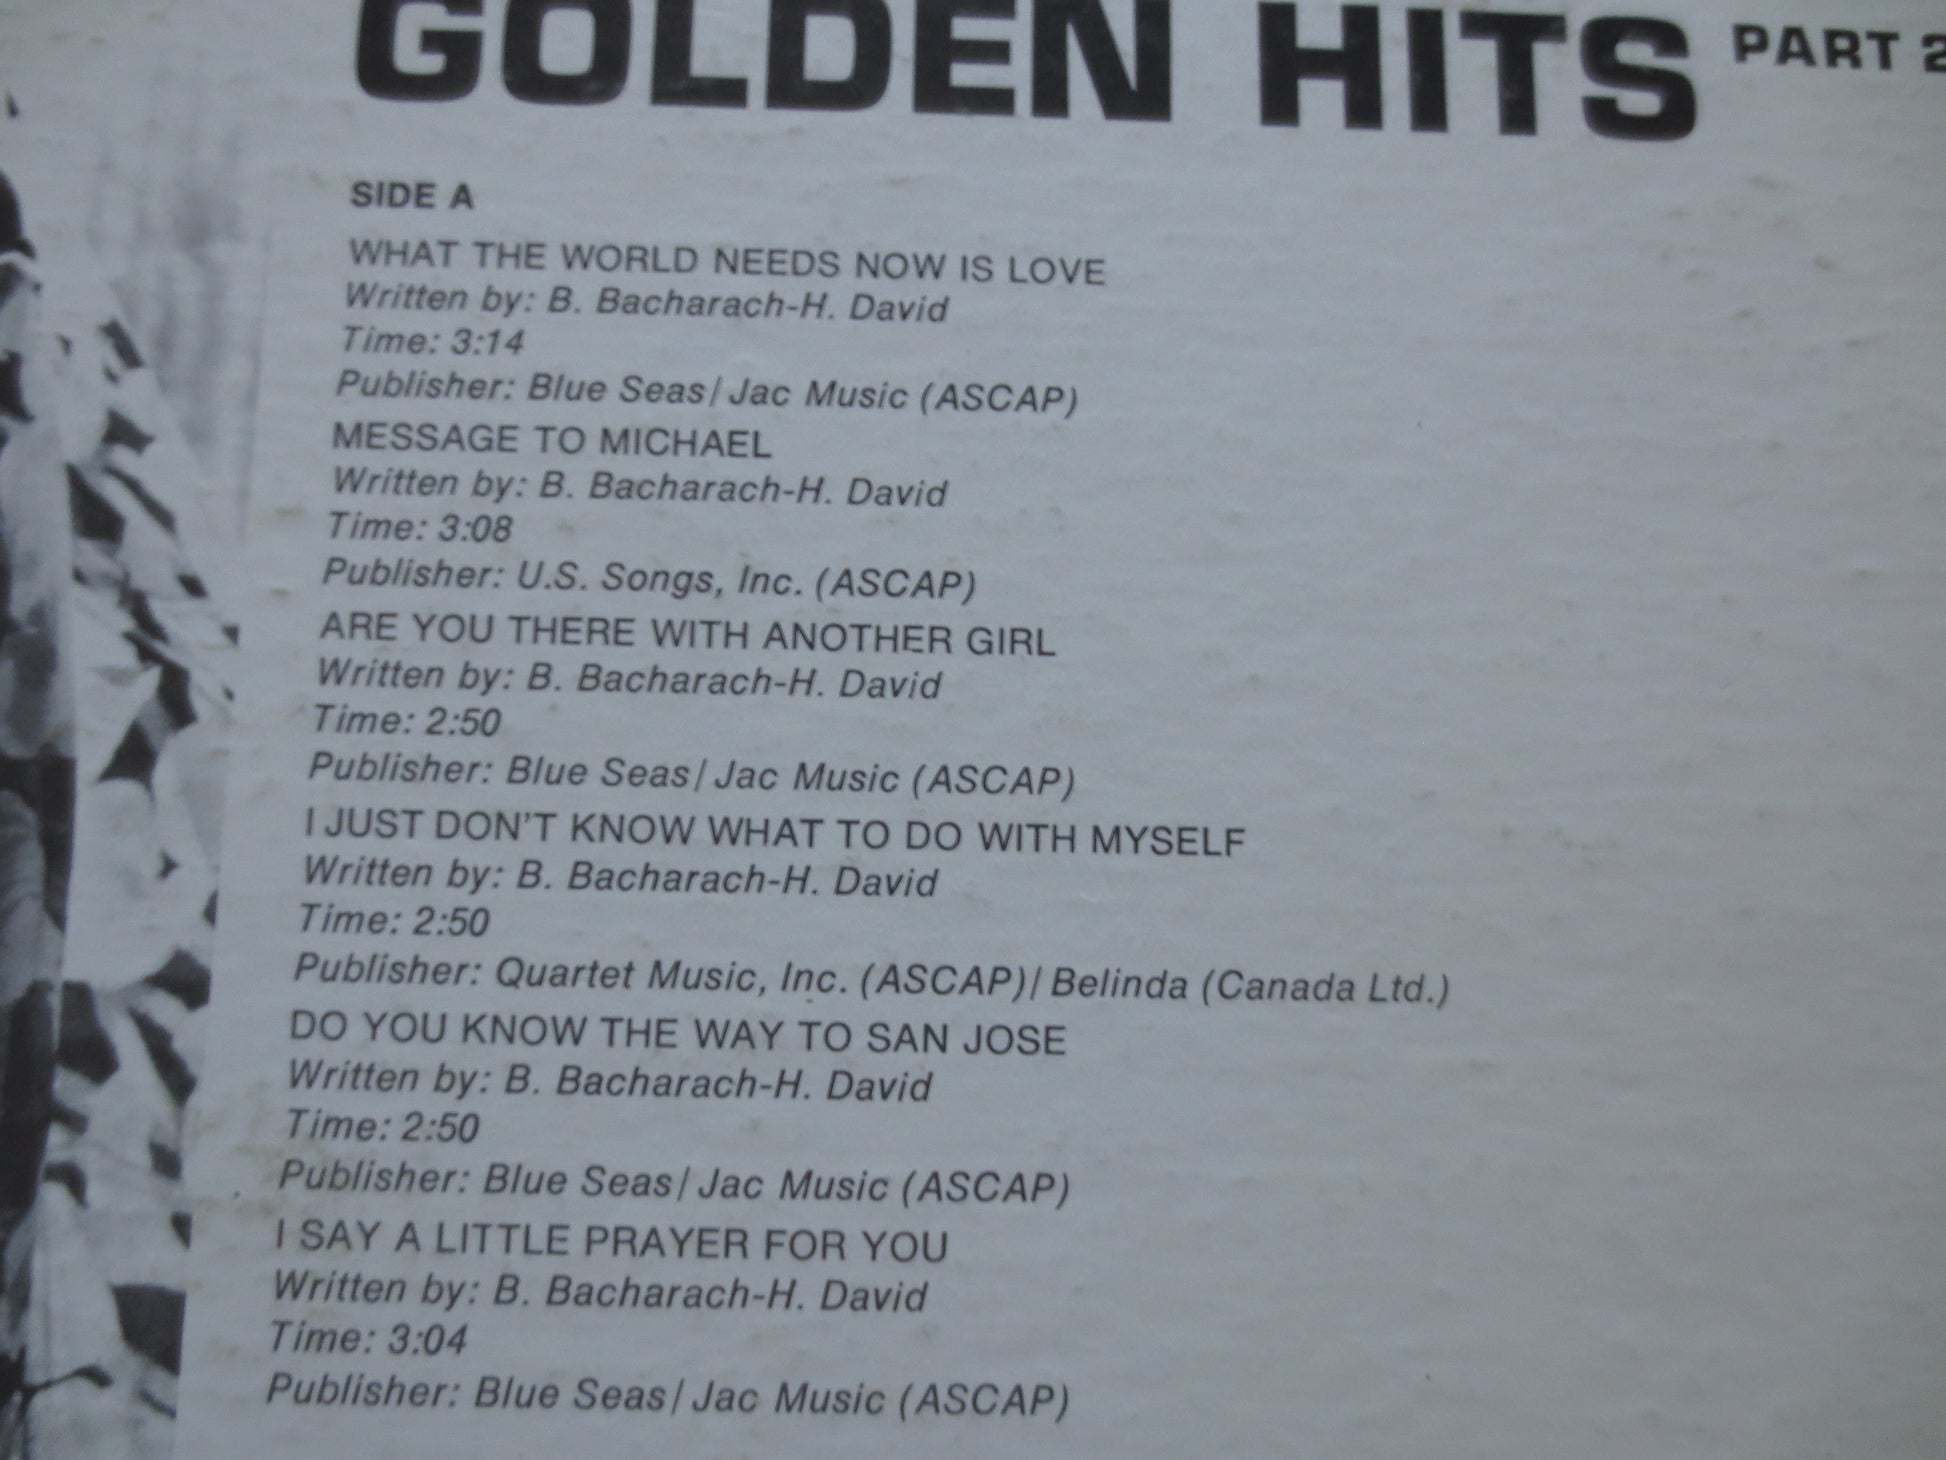 GOLDEN HITS PART 2
SIDE A
WHAT THE WORLD NEEDS NOW IS LOVE
Written by: B. Bacharach-H. David
Time: 3:14
Publisher: Blue Seas/Jac Music (ASCAP)
MESSAGE TO MICHAEL
Written by: B. Bacharach-H. David
Time: 3:08
Publisher: U.S. Songs, Inc. (ASCAP)
ARE YOU THERE WITH ANOTHER GIRL
Written by: B. Bacharach-H. David
Time: 2:50
Publisher: Blue Seas/Jac Music (ASCAP)
I JUST DON'T KNOW WHAT TO DO WITH MYSELF
Written by: B. Bacharach-H. David
Time: 2:50
Publisher: Quartet Music, Inc. (ASCAP)/Belinda (Canada Ltd.)
DO YOU KNOW THE WAY TO SAN JOSE
Written by: B. Bacharach-H. David
Time: 2:50
Publisher: Blue Seas/Jac Music (ASCAP)
I SAY A LITTLE PRAYER FOR YOU
Written by: B. Bacharach-H. David
Time: 3:04
Publisher: Blue Seas/Jac Music (ASCAP)